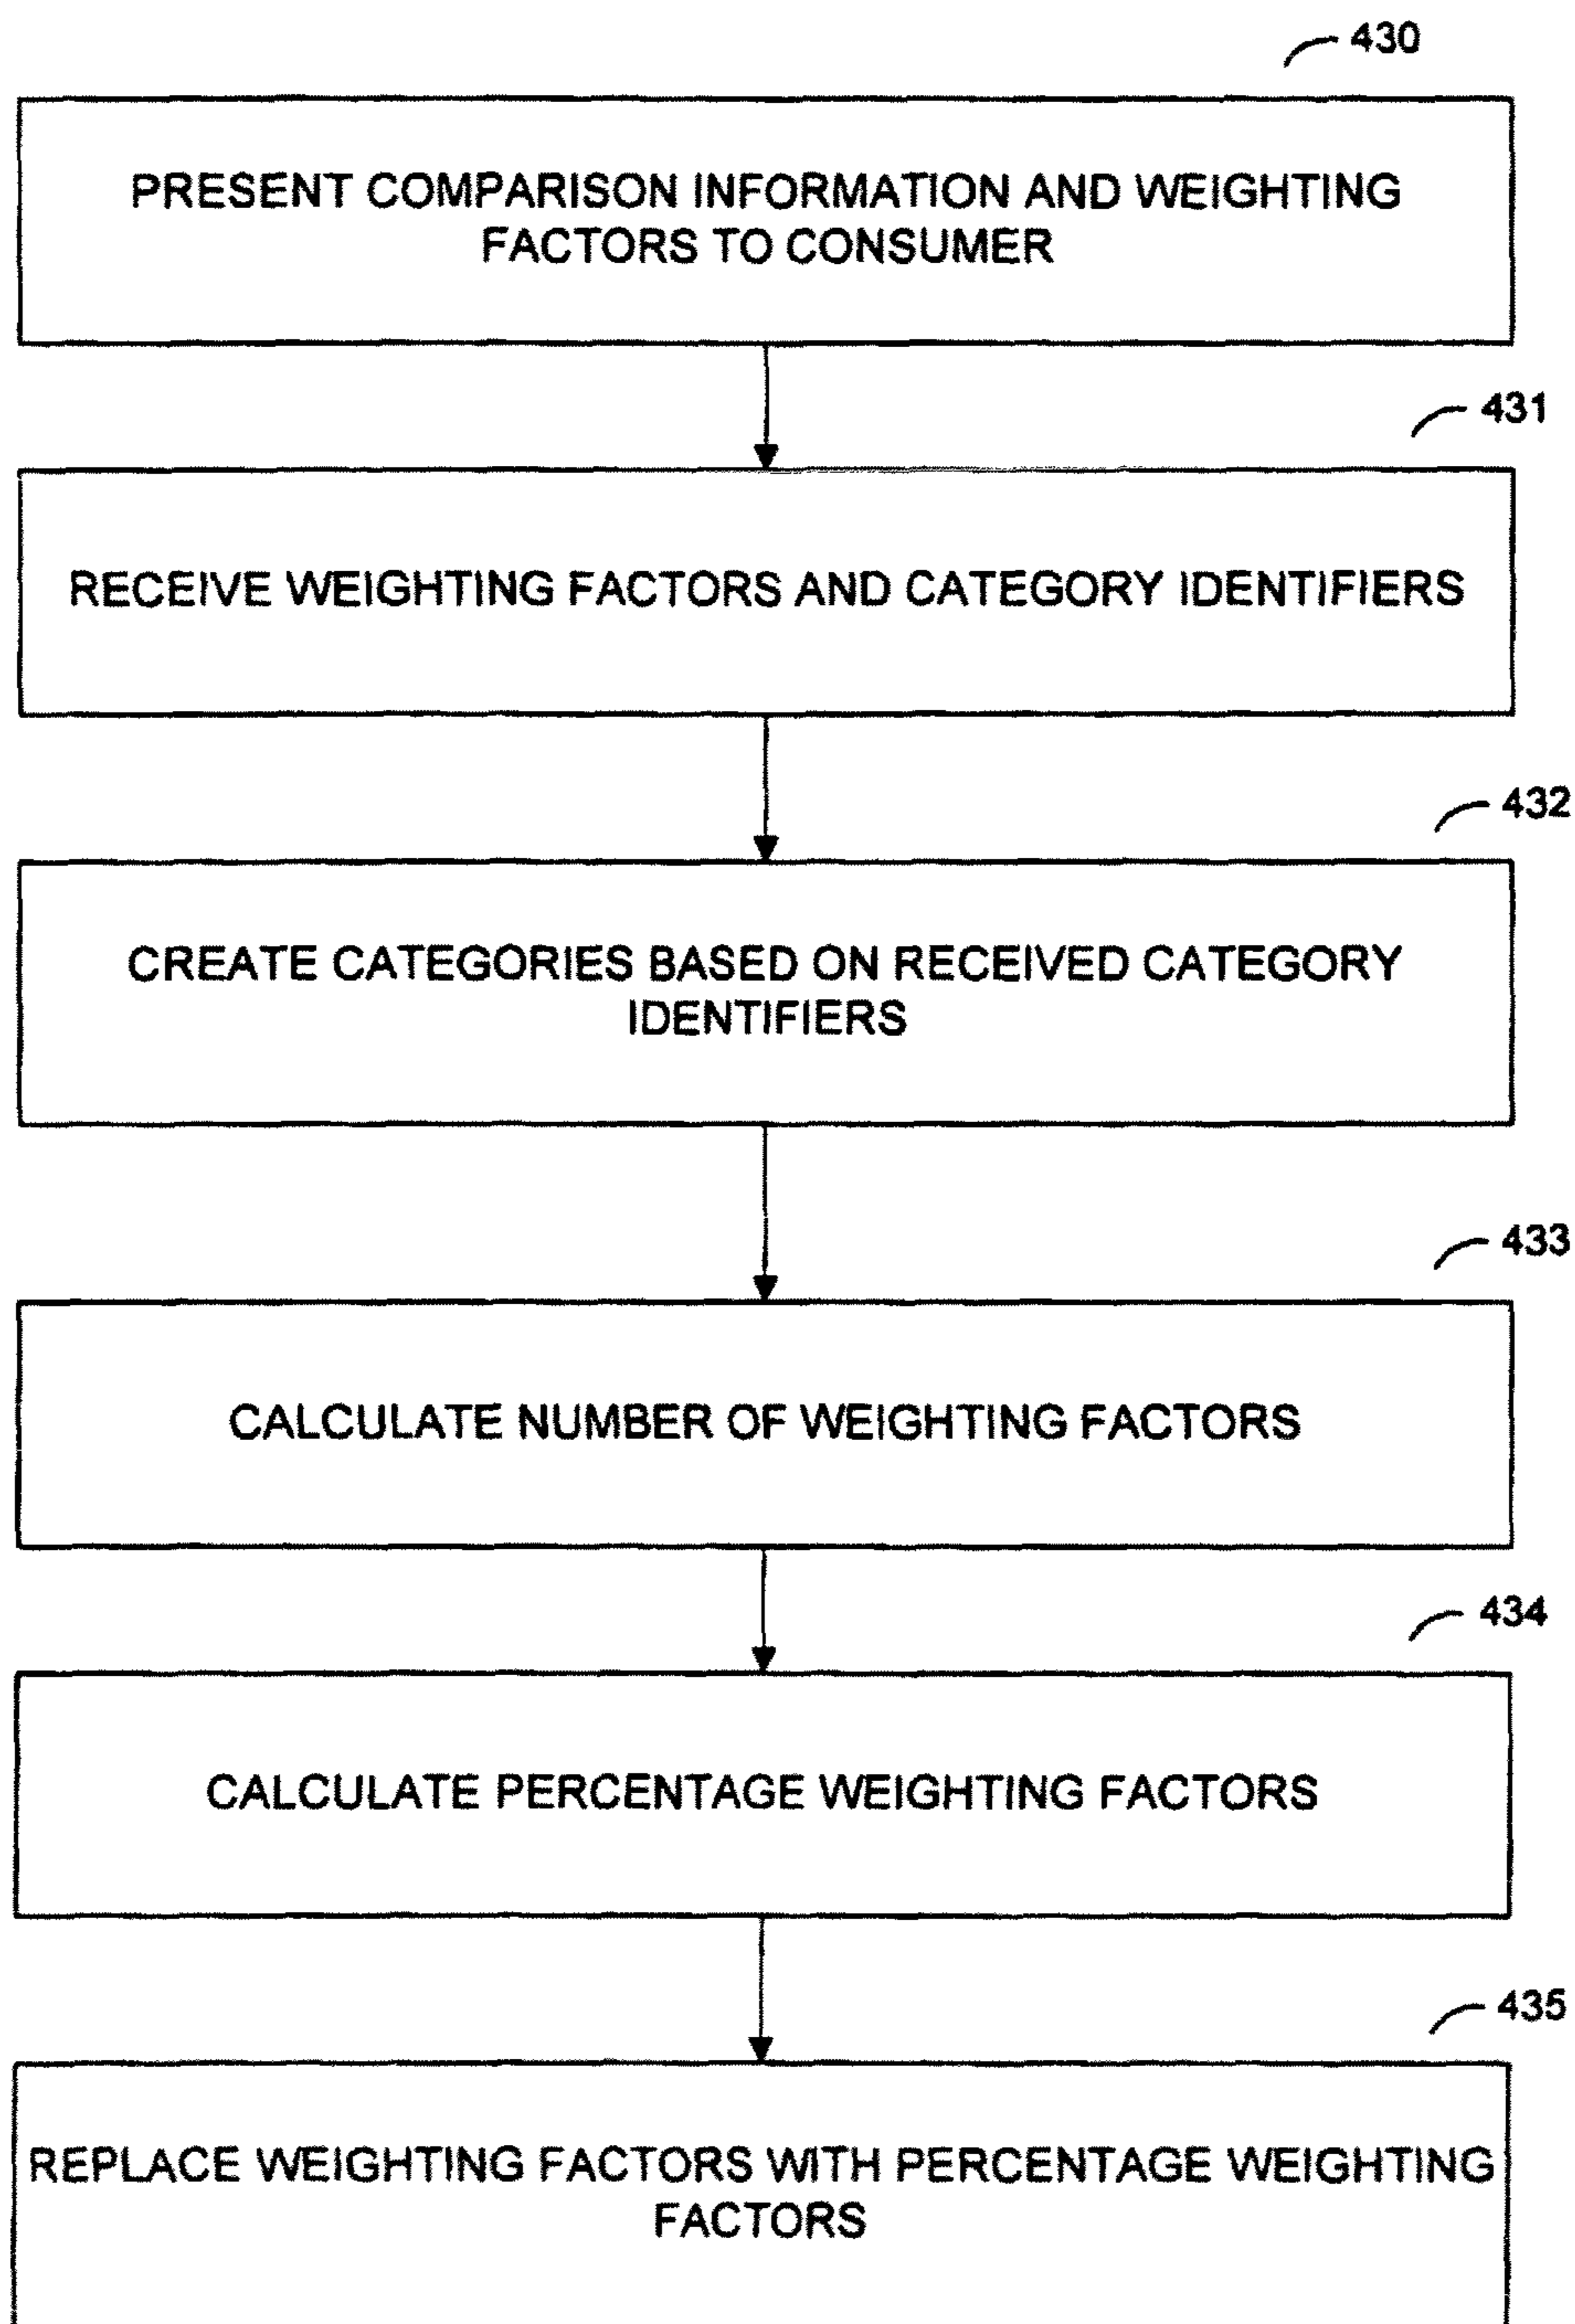 430
PRESENT COMPARISON INFORMATION AND WEIGHTING
FACTORS TO CONSUMER
431
RECEIVE WEIGHTING FACTORS AND CATEGORY IDENTIFIERS
432
CREATE CATEGORIES BASED ON RECEIVED CATEGORY
IDENTIFIERS
433
CALCULATE NUMBER OF WEIGHTING FACTORS
434
CALCULATE PERCENTAGE WEIGHTING FACTORS
435
REPLACE WEIGHTING FACTORS WITH PERCENTAGE WEIGHTING
FACTORS